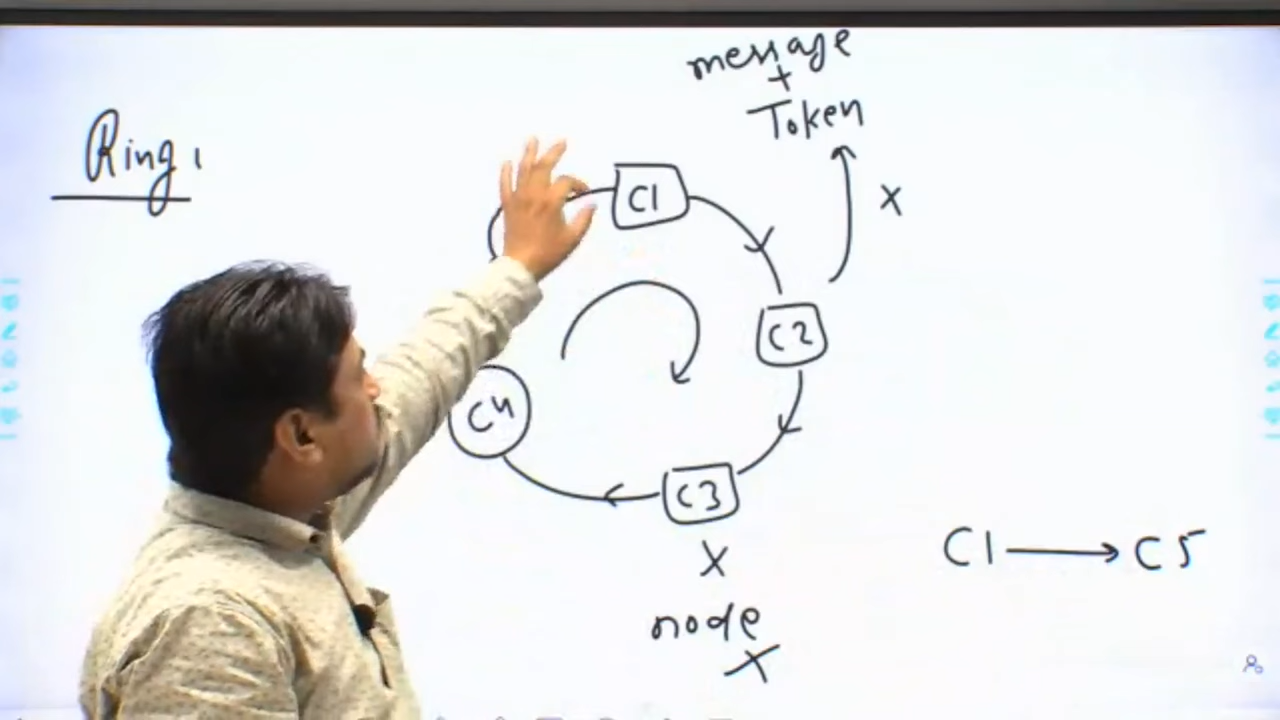 message
+
Token
Ring,
X
C1
C2
C4
C3
X
node
X
C1 → C5